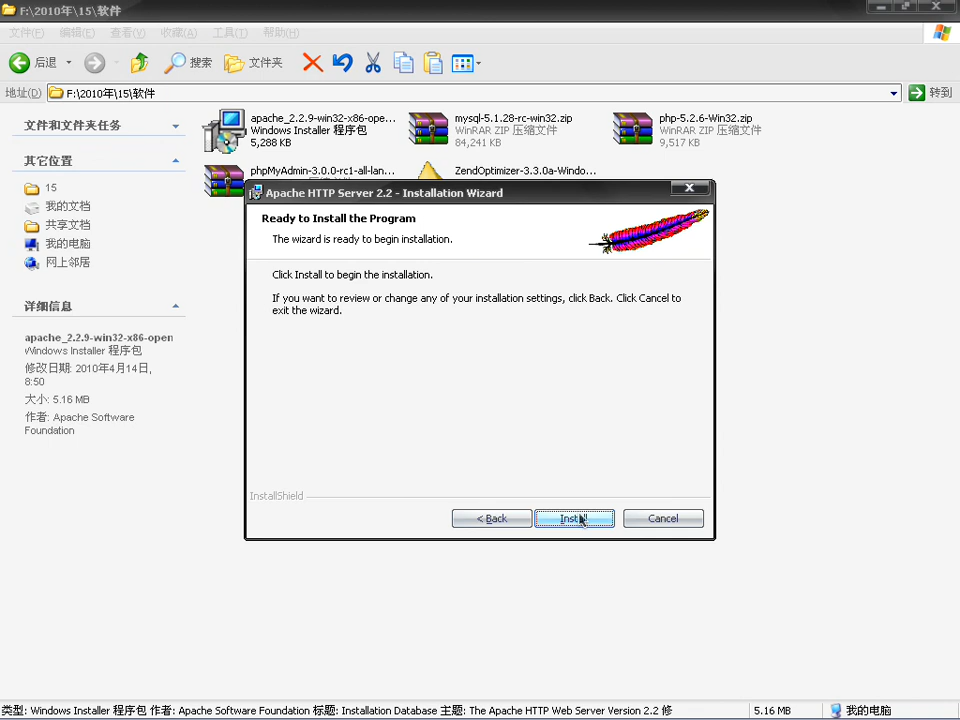 F:\2010年\15\软件
文件(F) 编辑(E) 查看(V) 收藏(A) 工具(T) 帮助(H)
后退 搜索 文件夹
地址(D) F:\2010年\15\软件 转到
文件和文件夹任务
其它位置
15
我的文档
共享文档
我的电脑
网上邻居
详细信息
apache_2.2.9-win32-x86-open
Windows Installer 程序包
修改日期: 2010年4月14日,
8:50
大小: 5.16 MB
作者: Apache Software
Foundation
apache_2.2.9-win32-x86-ope...
Windows Installer 程序包
5,288 KB
mysql-5.1.28-rc-win32.zip
WinRAR ZIP 压缩文件
84,241 KB
php-5.2.6-Win32.zip
WinRAR ZIP 压缩文件
9,517 KB
phpMyAdmin-3.0.0-rc1-all-lan...
ZendOptimizer-3.3.0a-Windo...
Apache HTTP Server 2.2 - Installation Wizard
Ready to Install the Program
The wizard is ready to begin installation.
Click Install to begin the installation.
If you want to review or change any of your installation settings, click Back. Click Cancel to
exit the wizard.
InstallShield
< Back Install Cancel
类型: Windows Installer 程序包 作者: Apache Software Foundation 标题: Installation Database 主题: The Apache HTTP Web Server Version 2.2 修 5.16 MB 我的电脑